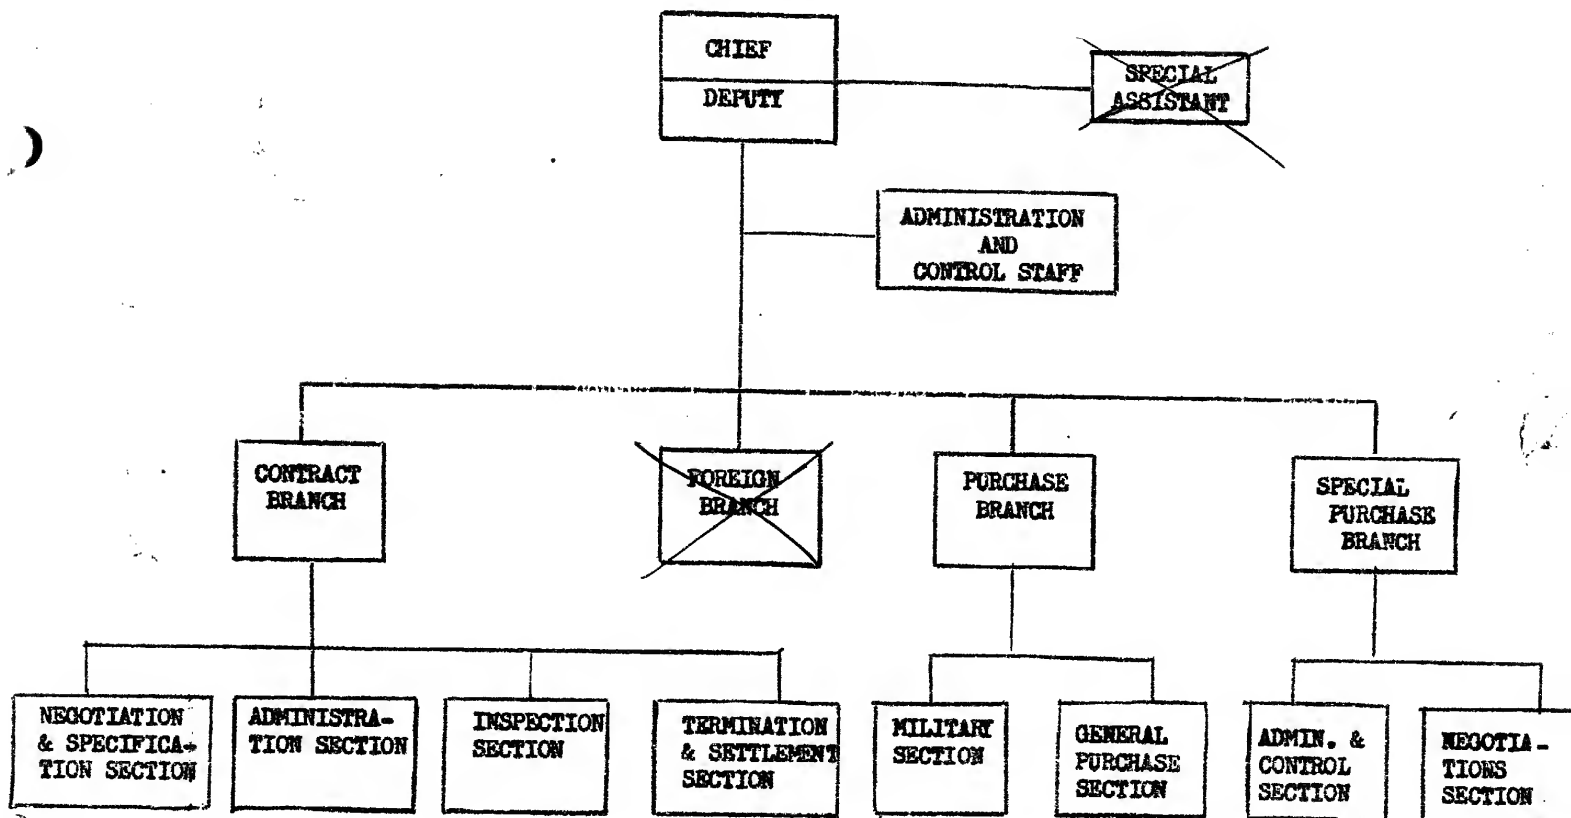 CHIEF
DEPUTY
SPECIAL
ASSISTANT
ADMINISTRATION
AND
CONTROL STAFF
CONTRACT
BRANCH
FOREIGN
BRANCH
PURCHASE
BRANCH
SPECIAL
PURCHASE
BRANCH
NEGOTIATION
& SPECIFICA-
TION SECTION
ADMINISTRA-
TION SECTION
INSPECTION
SECTION
TERMINATION
& SETTLEMENT
SECTION
MILITARY
SECTION
GENERAL
PURCHASE
SECTION
ADMIN. &
CONTROL
SECTION
NEGOTIA-
TIONS
SECTION